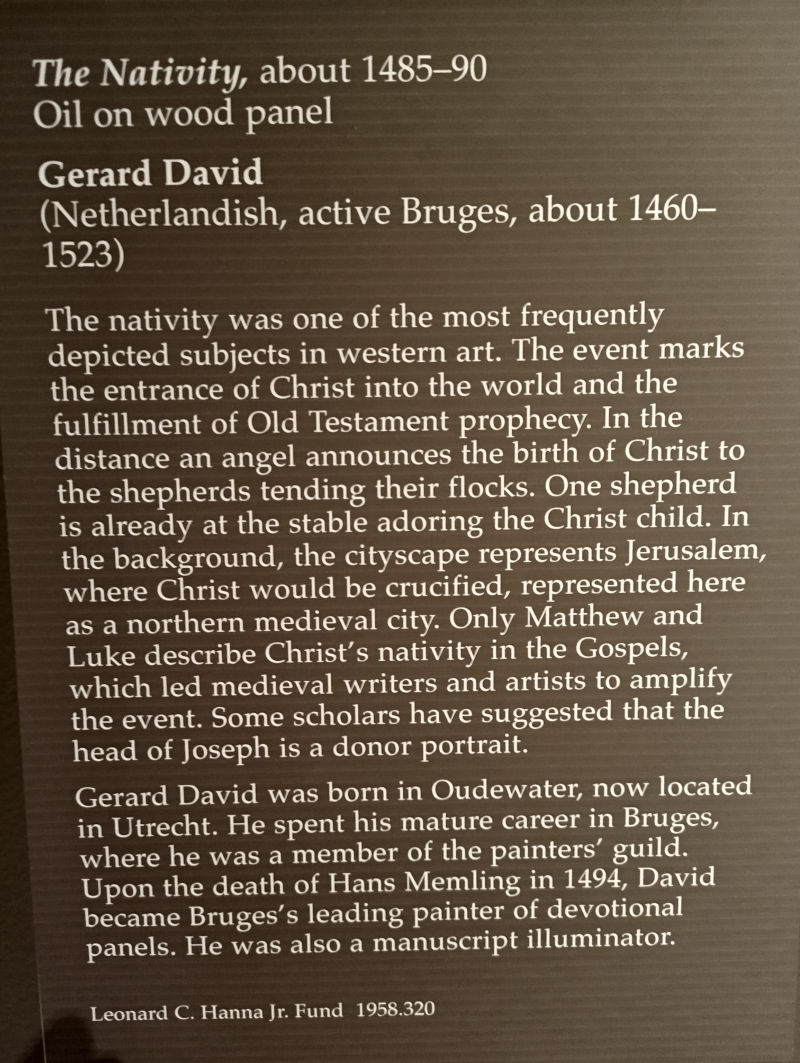 The Nativity, about 1485–90
Oil on wood panel
Gerard David
(Netherlandish, active Bruges, about 1460–
1523)
The nativity was one of the most frequently
depicted subjects in western art. The event marks
the entrance of Christ into the world and the
fulfillment of Old Testament prophecy. In the
distance an angel announces the birth of Christ to
the shepherds tending their flocks. One shepherd
is already at the stable adoring the Christ child. In
the background, the cityscape represents Jerusalem,
where Christ would be crucified, represented here
as a northern medieval city. Only Matthew and
Luke describe Christ’s nativity in the Gospels,
which led medieval writers and artists to amplify
the event. Some scholars have suggested that the
head of Joseph is a donor portrait.
Gerard David was born in Oudewater, now located
in Utrecht. He spent his mature career in Bruges,
where he was a member of the painters’ guild.
Upon the death of Hans Memling in 1494, David
became Bruges’s leading painter of devotional
panels. He was also a manuscript illuminator.
Leonard C. Hanna Jr. Fund 1958.320